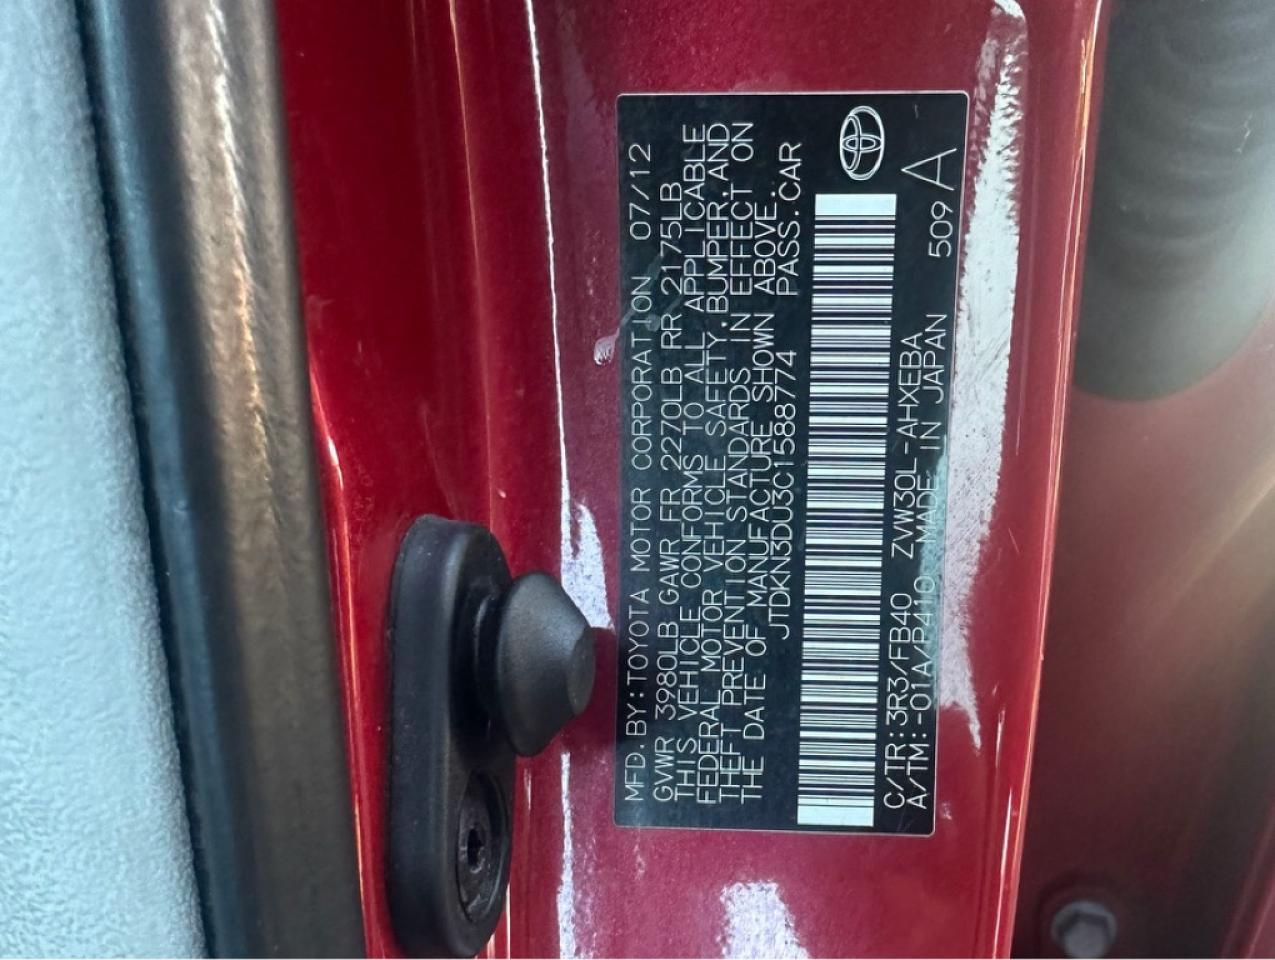 MFD. BY: TOYOTA MOTOR CORPORATION 07/12
GVWR 3980LB GAWR FR 2270LB RR 2175LB
THIS VEHICLE CONFORMS TO ALL APPLICABLE
FEDERAL MOTOR VEHICLE SAFETY, BUMPER, AND
THEFT PREVENTION STANDARDS IN EFFECT ON
THE DATE OF MANUFACTURE SHOWN ABOVE.
JTDKN3DU3C1588774 PASS. CAR
C/TR: 3R3/FB40 ZVW30L-AHXEBA
A/TM: -01A/P410 MADE IN JAPAN 509 A